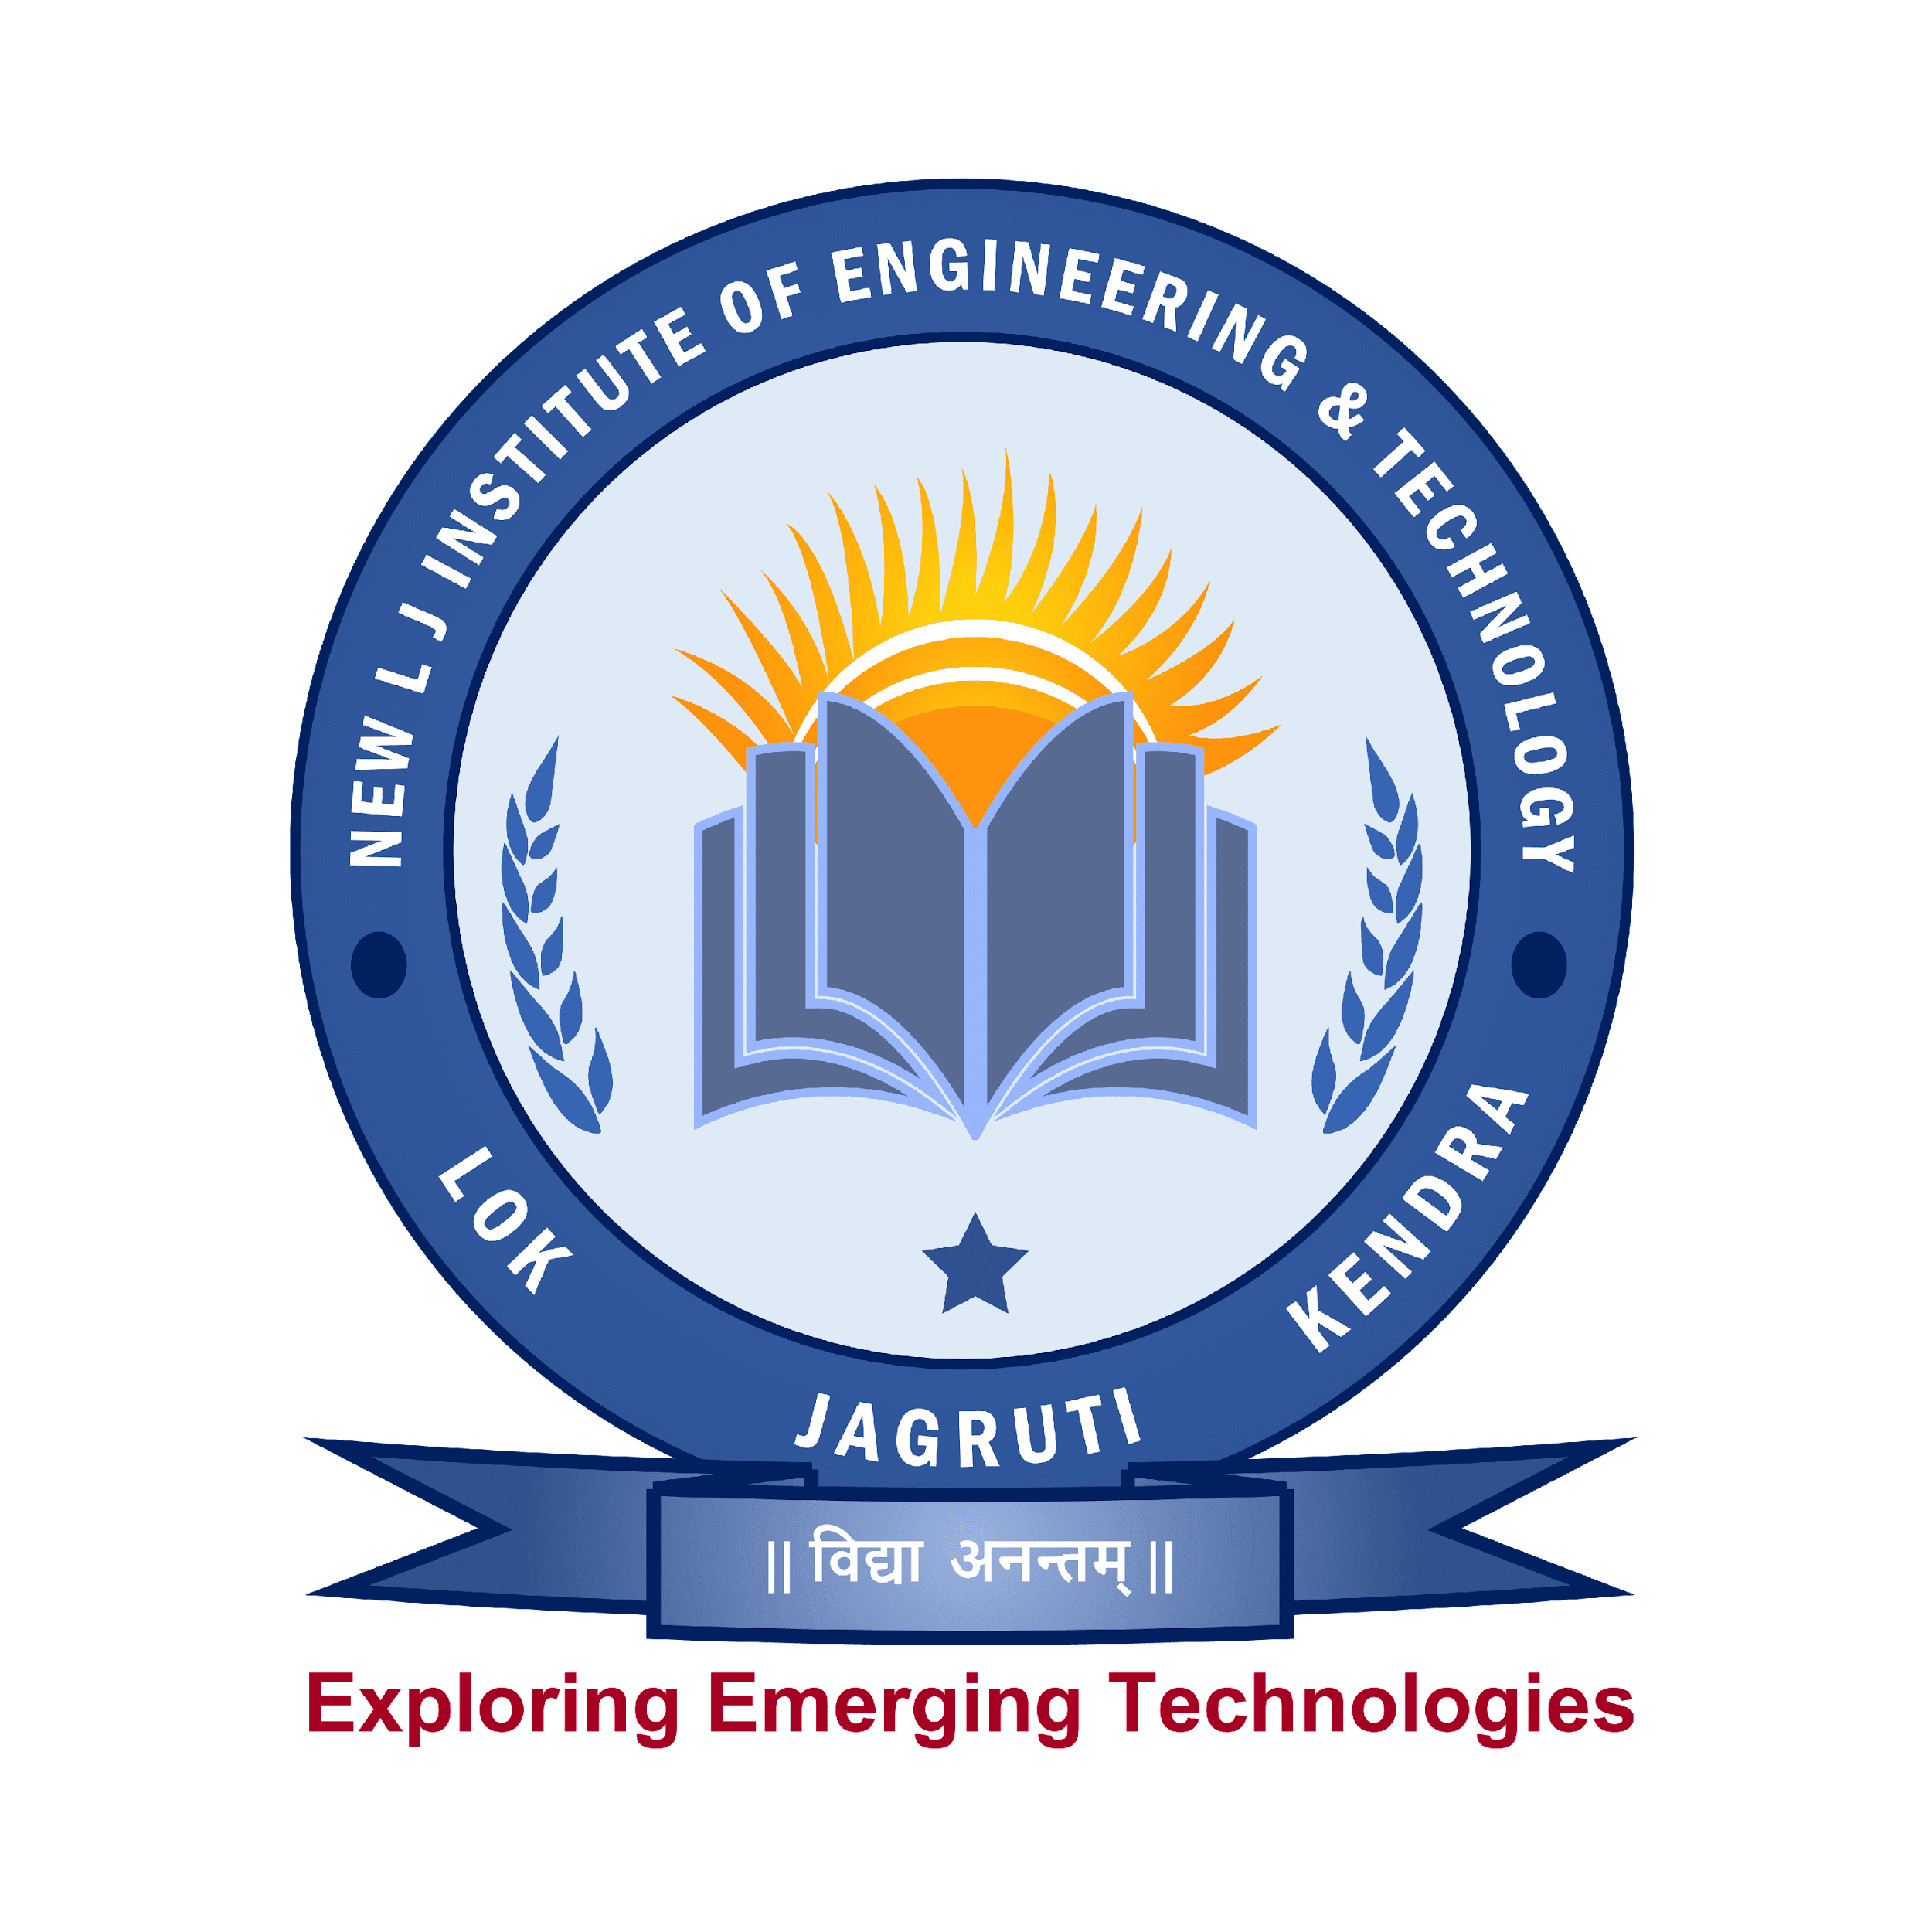 NEW L J INSTITUTE OF ENGINEERING & TECHNOLOGY
LOK JAGRUTI KENDRA
|| विद्या अनन्तम् ||
Exploring Emerging Technologies